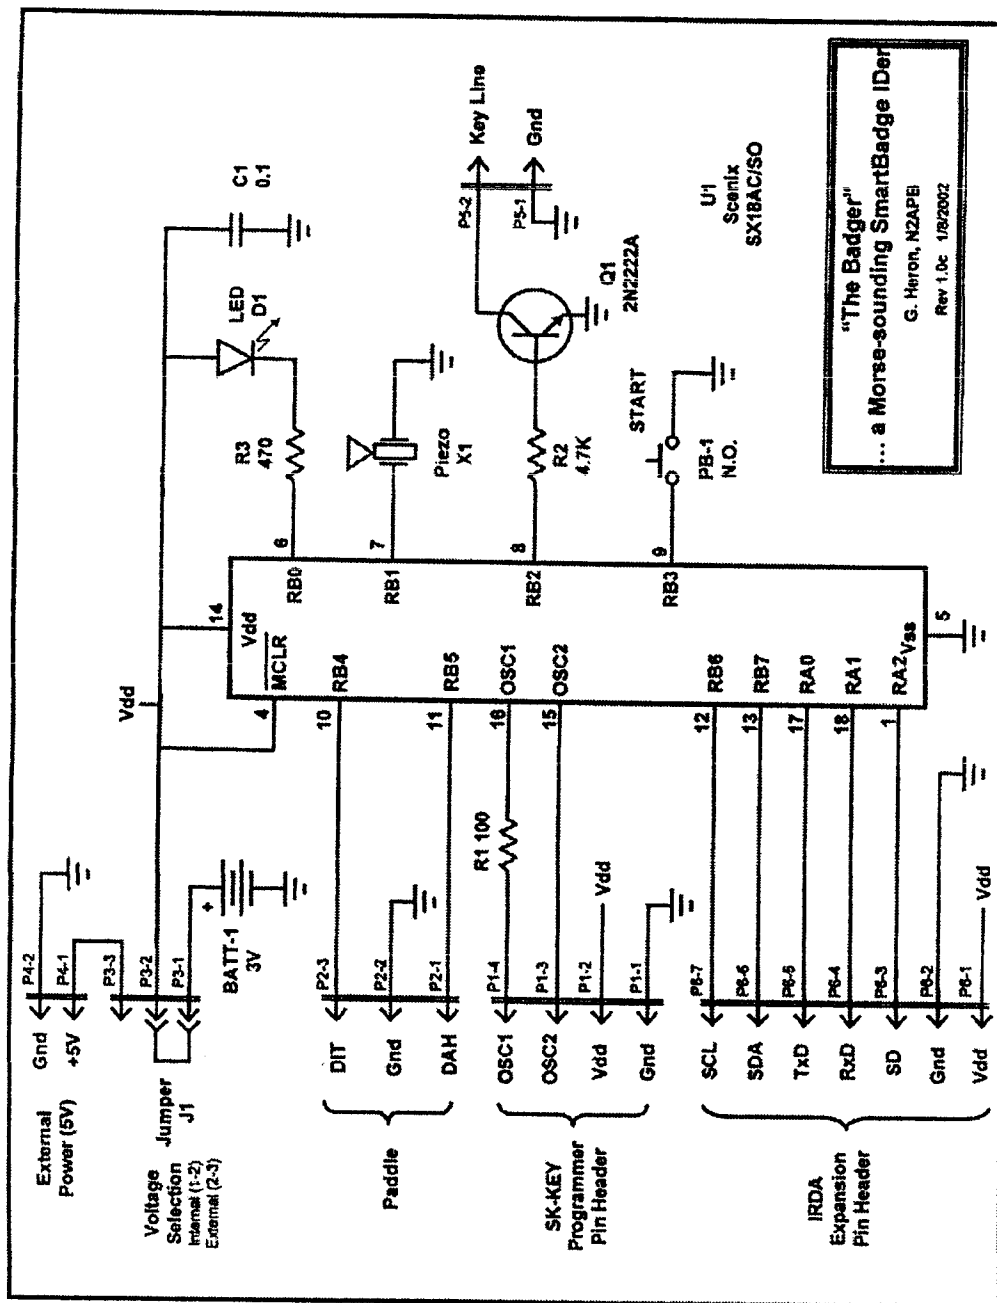 External
Power (5V)
Gnd
+5V
P4-2
P4-1
P3-3
P3-2
P3-1
Voltage
Selection
Internal (1-2)
External (2-3)
Jumper
J1
BATT-1
3V
+
Vdd
Paddle
DIT
Gnd
DAH
P2-3
P2-2
P2-1
SK-KEY
Programmer
Pin Header
OSC1
OSC2
Vdd
Gnd
P1-4
P1-3
P1-2
P1-1
R1 100
Vdd
IRDA
Expansion
Pin Header
SCL
SDA
TxD
RxD
SD
Gnd
Vdd
P6-7
P6-6
P6-5
P6-4
P6-3
P6-2
P6-1
Vdd
4
10
11
16
15
12
13
17
18
1
14
Vdd
MCLR
RB4
RB5
OSC1
OSC2
RB6
RB7
RA0
RA1
RA2
Vss
5
RB0
RB1
RB2
RB3
6
7
8
9
R3
470
LED
D1
C1
0.1
Piezo
X1
R2
4.7K
Q1
2N2222A
P5-2
P5-1
Key Line
Gnd
START
PB-1
N.O.
U1
Scenix
SX18AC/SO
"The Badger"
... a Morse-sounding SmartBadge IDer
G. Heron, N2APB
Rev 1.0c 1/8/2002